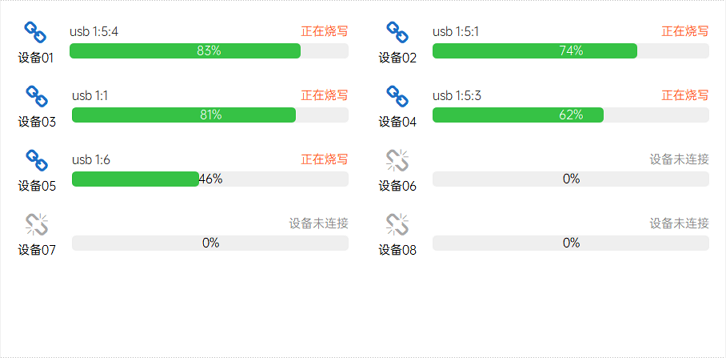 usb 1:5:4 正在烧写
83%
设备01
usb 1:5:1 正在烧写
74%
设备02
usb 1:1 正在烧写
81%
设备03
usb 1:5:3 正在烧写
62%
设备04
usb 1:6 正在烧写
46%
设备05
设备未连接
0%
设备06
设备未连接
0%
设备07
设备未连接
0%
设备08